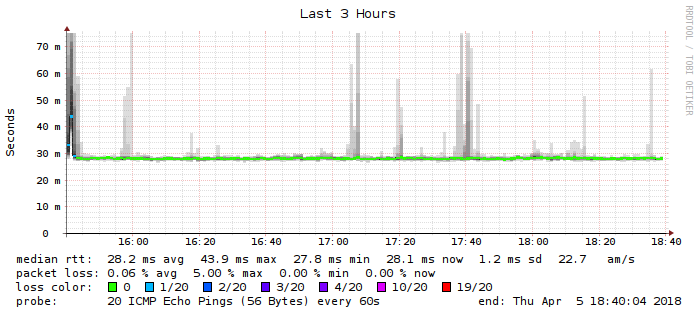 Last 3 Hours
RRDTOOL / TOBI OETIKER
Seconds
70 m
60 m
50 m
40 m
30 m
20 m
10 m
0
16:00 16:20 16:40 17:00 17:20 17:40 18:00 18:20 18:40
median rtt: 28.2 ms avg 43.9 ms max 27.8 ms min 28.1 ms now 1.2 ms sd 22.7 am/s
packet loss: 0.06 % avg 5.00 % max 0.00 % min 0.00 % now
loss color: 0 1/20 2/20 3/20 4/20 10/20 19/20
probe: 20 ICMP Echo Pings (56 Bytes) every 60s end: Thu Apr 5 18:40:04 2018